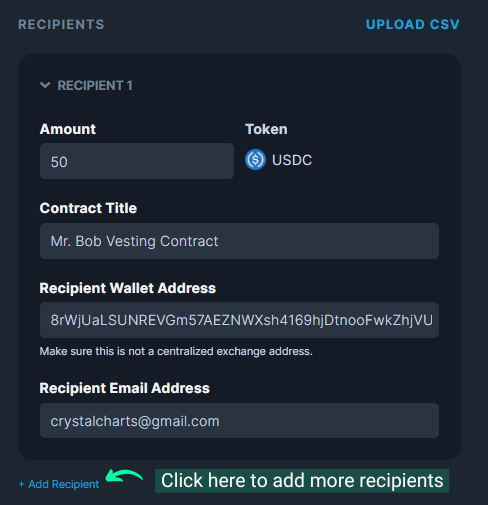 RECIPIENTS
UPLOAD CSV
RECIPIENT 1
Amount
Token
50
USDC
Contract Title
Mr. Bob Vesting Contract
Recipient Wallet Address
8rWjUaLSUNREVGm57AEZNWXsh4169hjDtnooFwkZhjVU
Make sure this is not a centralized exchange address.
Recipient Email Address
crystalcharts@gmail.com
+ Add Recipient
Click here to add more recipients